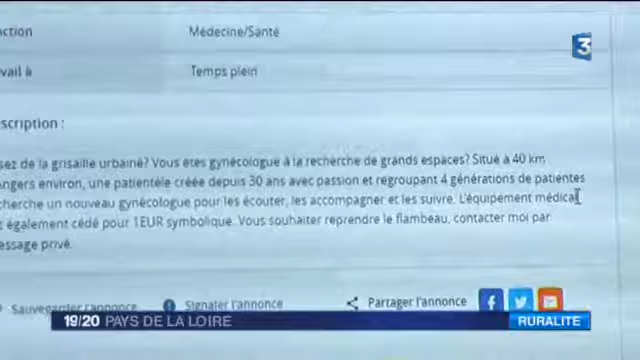 nction
Médecine/Santé
3
avail à
Temps plein
scription :
sez de la grisaille urbaine? Vous êtes gynécologue à la recherche de grands espaces? Situé à 40 km
ngers environ, une patientèle créée depuis 30 ans avec passion et regroupant 4 générations de patientes
cherche un nouveau gynécologue pour les écouter, les accompagner et les suivre. L'équipement médical
t également cédé pour 1EUR symbolique. Vous souhaiter reprendre le flambeau, contacter moi par
essage privé.
Sauvegarder l'annonce Signaler l'annonce Partager l'annonce
19/20 PAYS DE LA LOIRE RURALITE